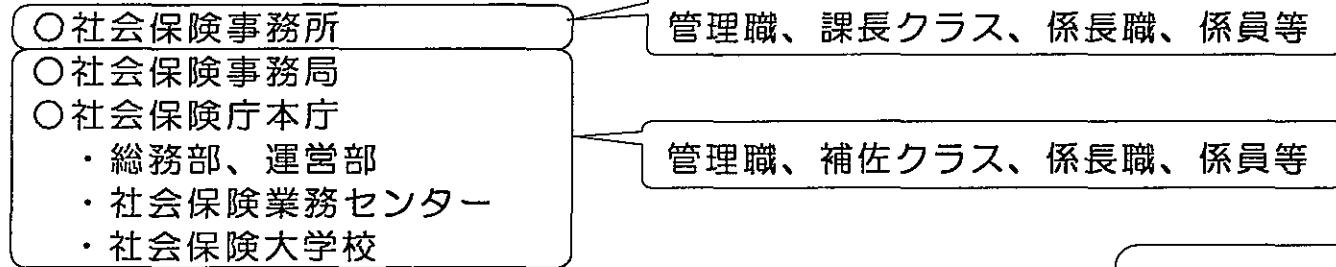 ○社会保険事務所
管理職、課長クラス、係長職、係員等
○社会保険事務局
○社会保険庁本庁
・総務部、運営部
・社会保険業務センター
・社会保険大学校
管理職、補佐クラス、係長職、係員等